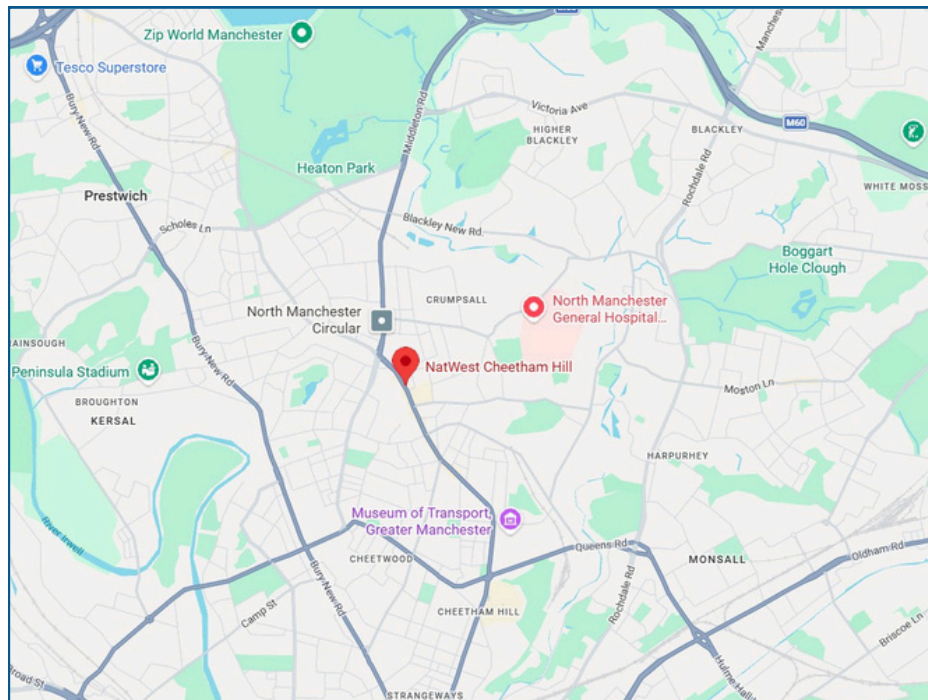 Zip World Manchester
Tesco Superstore
Bury New Rd
Middleton Rd
Victoria Ave
HIGHER
BLACKLEY
BLACKLEY
M60
WHITE MOSS
Rochdale Rd
Heaton Park
Prestwich
Scholes Ln
Blackley New Rd.
Boggart
Hole Clough
CRUMPSALL
North Manchester
Circular
North Manchester
General Hospital...
RAINSOUGH
Peninsula Stadium
Bury New Rd
NatWest Cheetham Hill
BROUGHTON
KERSAL
Moston Ln
HARPURHEY
River Irwell
Museum of Transport,
Greater Manchester
CHEETWOOD
Queens Rd
MONSALL
Oldham Rd
Bury New Rd
Camp St
CHEETHAM HILL
Rochdale Rd
Briscoe Ln
Broad St
STRANGEWAYS